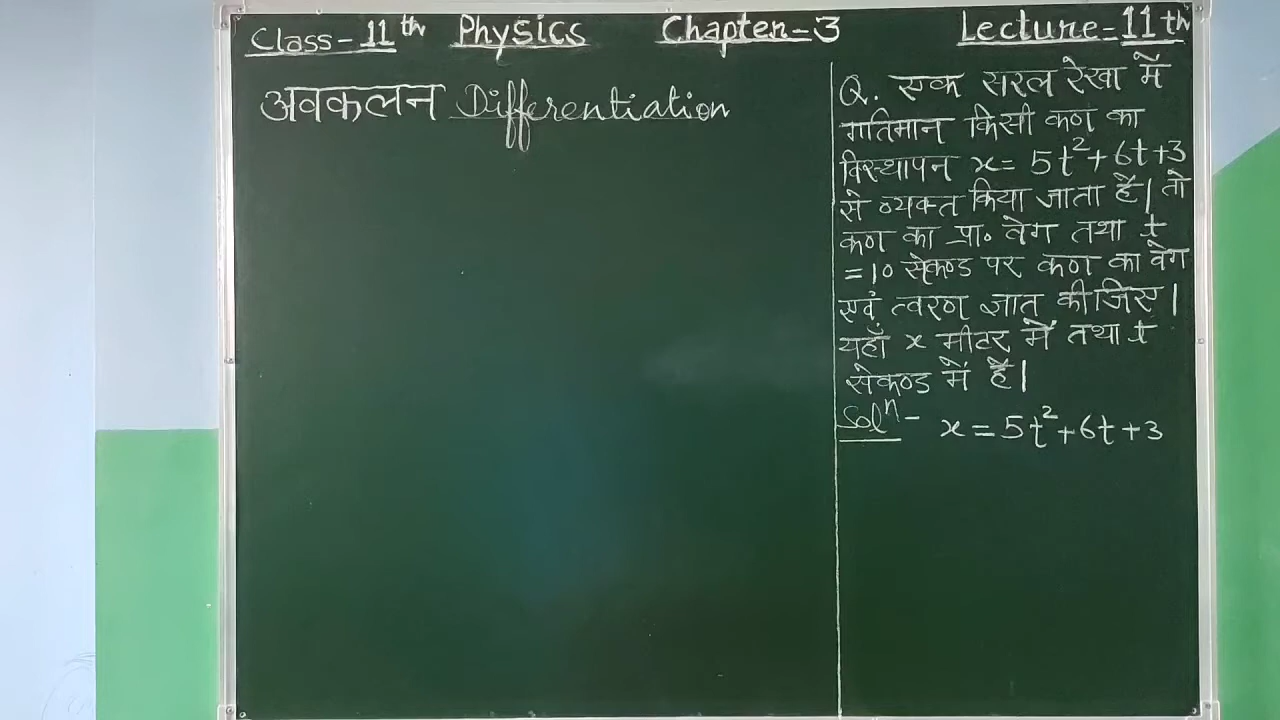 Class-11th Physics Chapter-3 Lecture-11th
अवकलन Differentiation
Q. एक सरल रेखा में
गतिमान किसी कण का
विस्थापन x= 5t²+6t+3
से व्यक्त किया जाता है। तो
कण का प्रा॰ वेग तथा t
=10 सेकण्ड पर कण का वेग
एवं त्वरण ज्ञात कीजिए।
यहाँ x मीटर में तथा t
सेकण्ड में है।
Solⁿ- x=5t²+6t+3